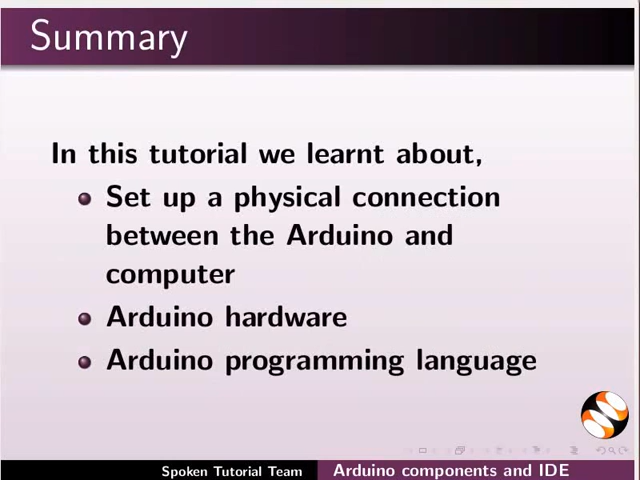 Summary
In this tutorial we learnt about,
Set up a physical connection
between the Arduino and
computer
Arduino hardware
Arduino programming language
Spoken Tutorial Team
Arduino components and IDE